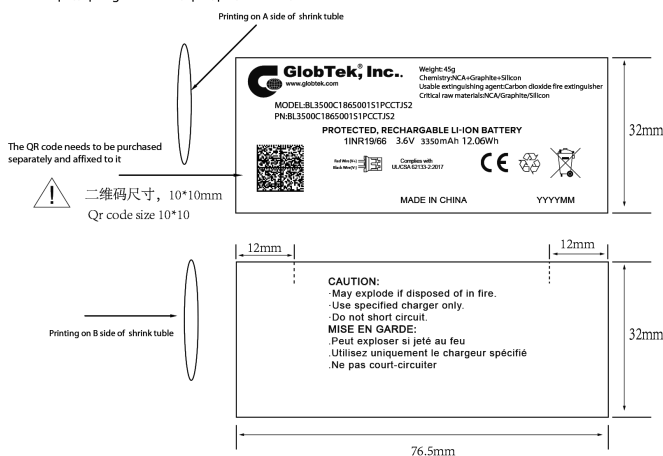 Printing on A side of shrink tuble
GlobTek, Inc..
®
www.globtek.com
Weight:45g
Chemistry:NCA+Graphite+Silicon
Usable extinguishing agent:Carbon dioxide fire extinguisher
Critical raw materials:NCA/Graphite/Silicon
MODEL:BL3500C1865001S1PCCTJS2
PN:BL3500C1865001S1PCCTJS2
PROTECTED, RECHARGABLE LI-ION BATTERY
1INR19/66 3.6V 3350mAh 12.06Wh
32mm
The QR code needs to be purchased
separately and affixed to it
Red Wire(V+)
Black Wire(V-)
Complies with
UL/CSA 62133-2:2017
CE
二维码尺寸，10*10mm
Qr code size 10*10
MADE IN CHINA YYYYMM
12mm 12mm
CAUTION:
·May explode if disposed of in fire.
·Use specified charger only.
·Do not short circuit.
MISE EN GARDE:
.Peut exploser si jeté au feu
.Utilisez uniquement le chargeur spécifié
.Ne pas court-circuiter
Printing on B side of shrink tuble
32mm
76.5mm